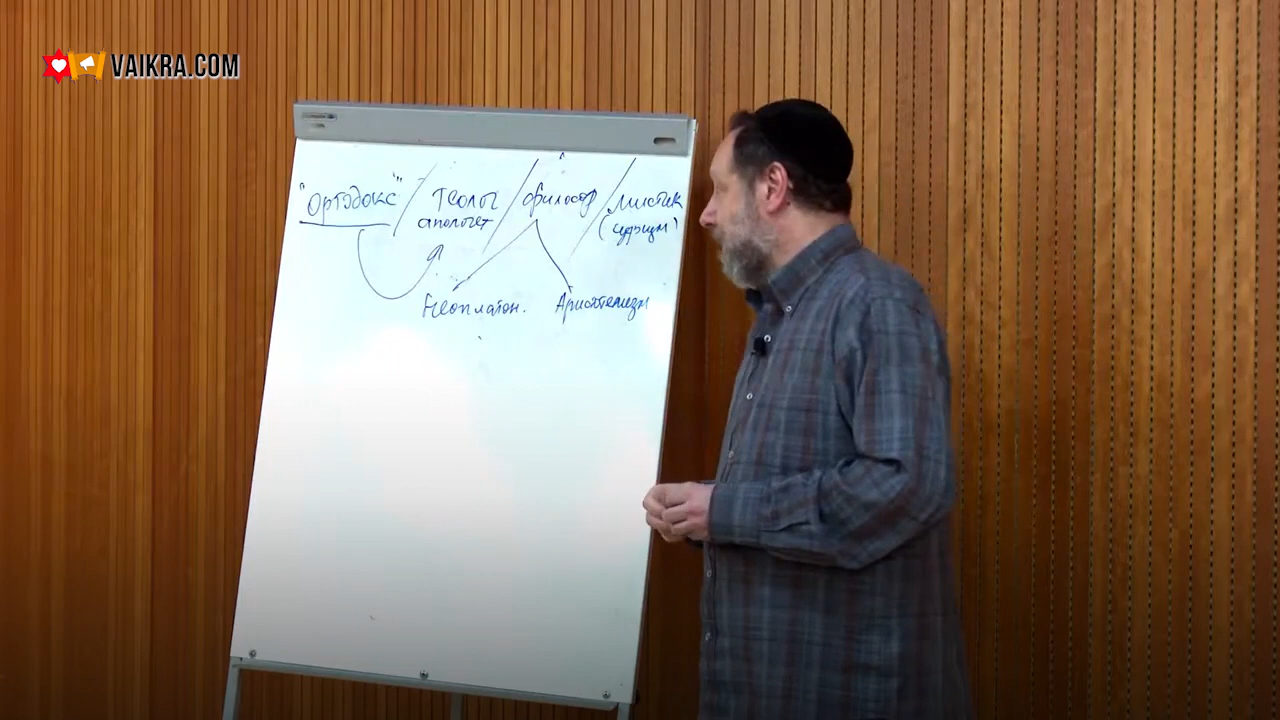 VAIKRA.COM
"ортодокс" / теолог / философ / мистик
апологет (суфизм)
Неоплатон. Аристотелизм